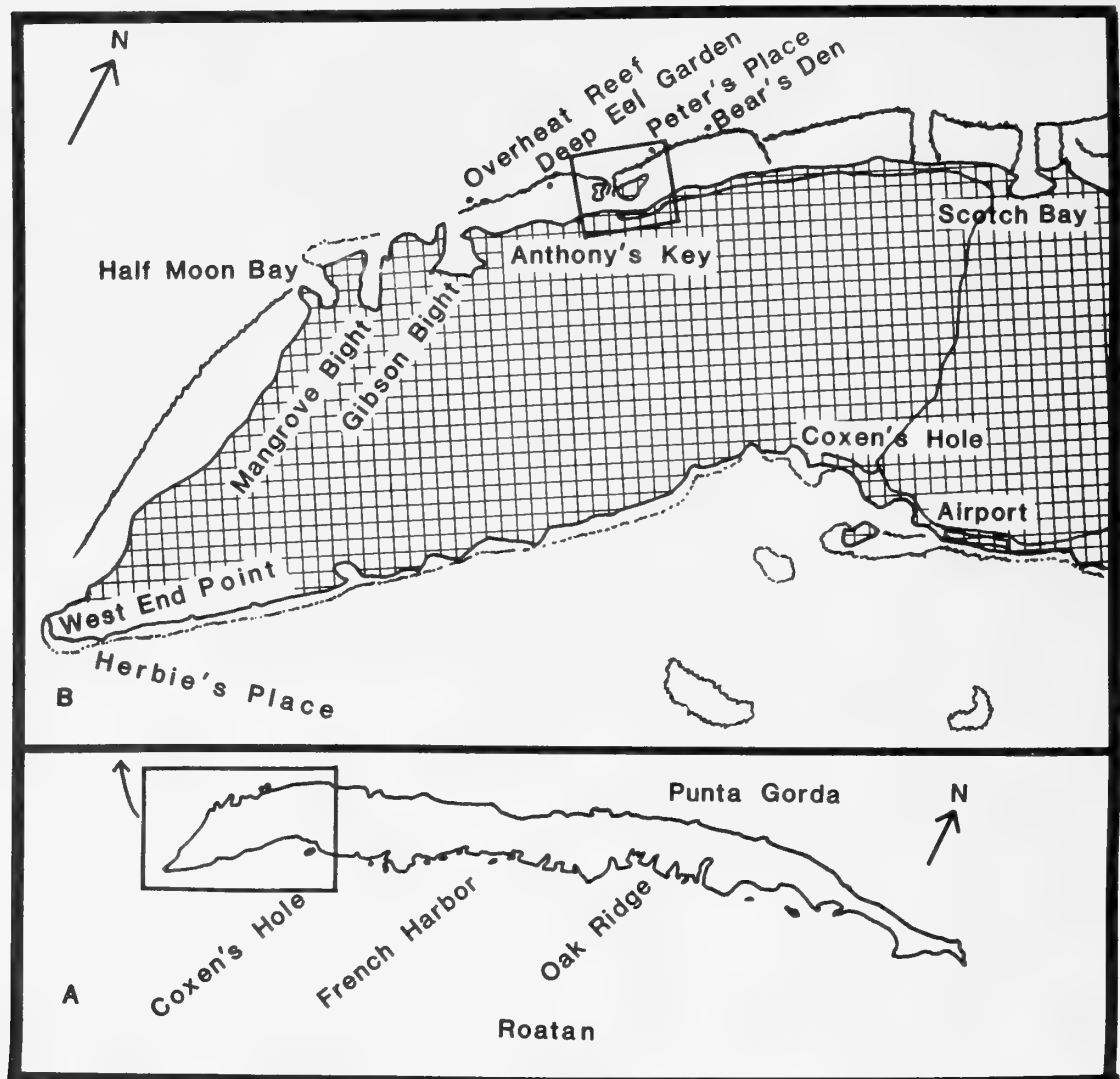 N
Overheat Reef
Deep Eel Garden
Peter's Place
Bear's Den
Scotch Bay
Anthony's Key
Half Moon Bay
Mangrove Bight
Gibson Bight
Coxen's Hole
Airport
West End Point
Herbie's Place
B
Punta Gorda
N
Coxen's Hole
French Harbor
Oak Ridge
A
Roatan